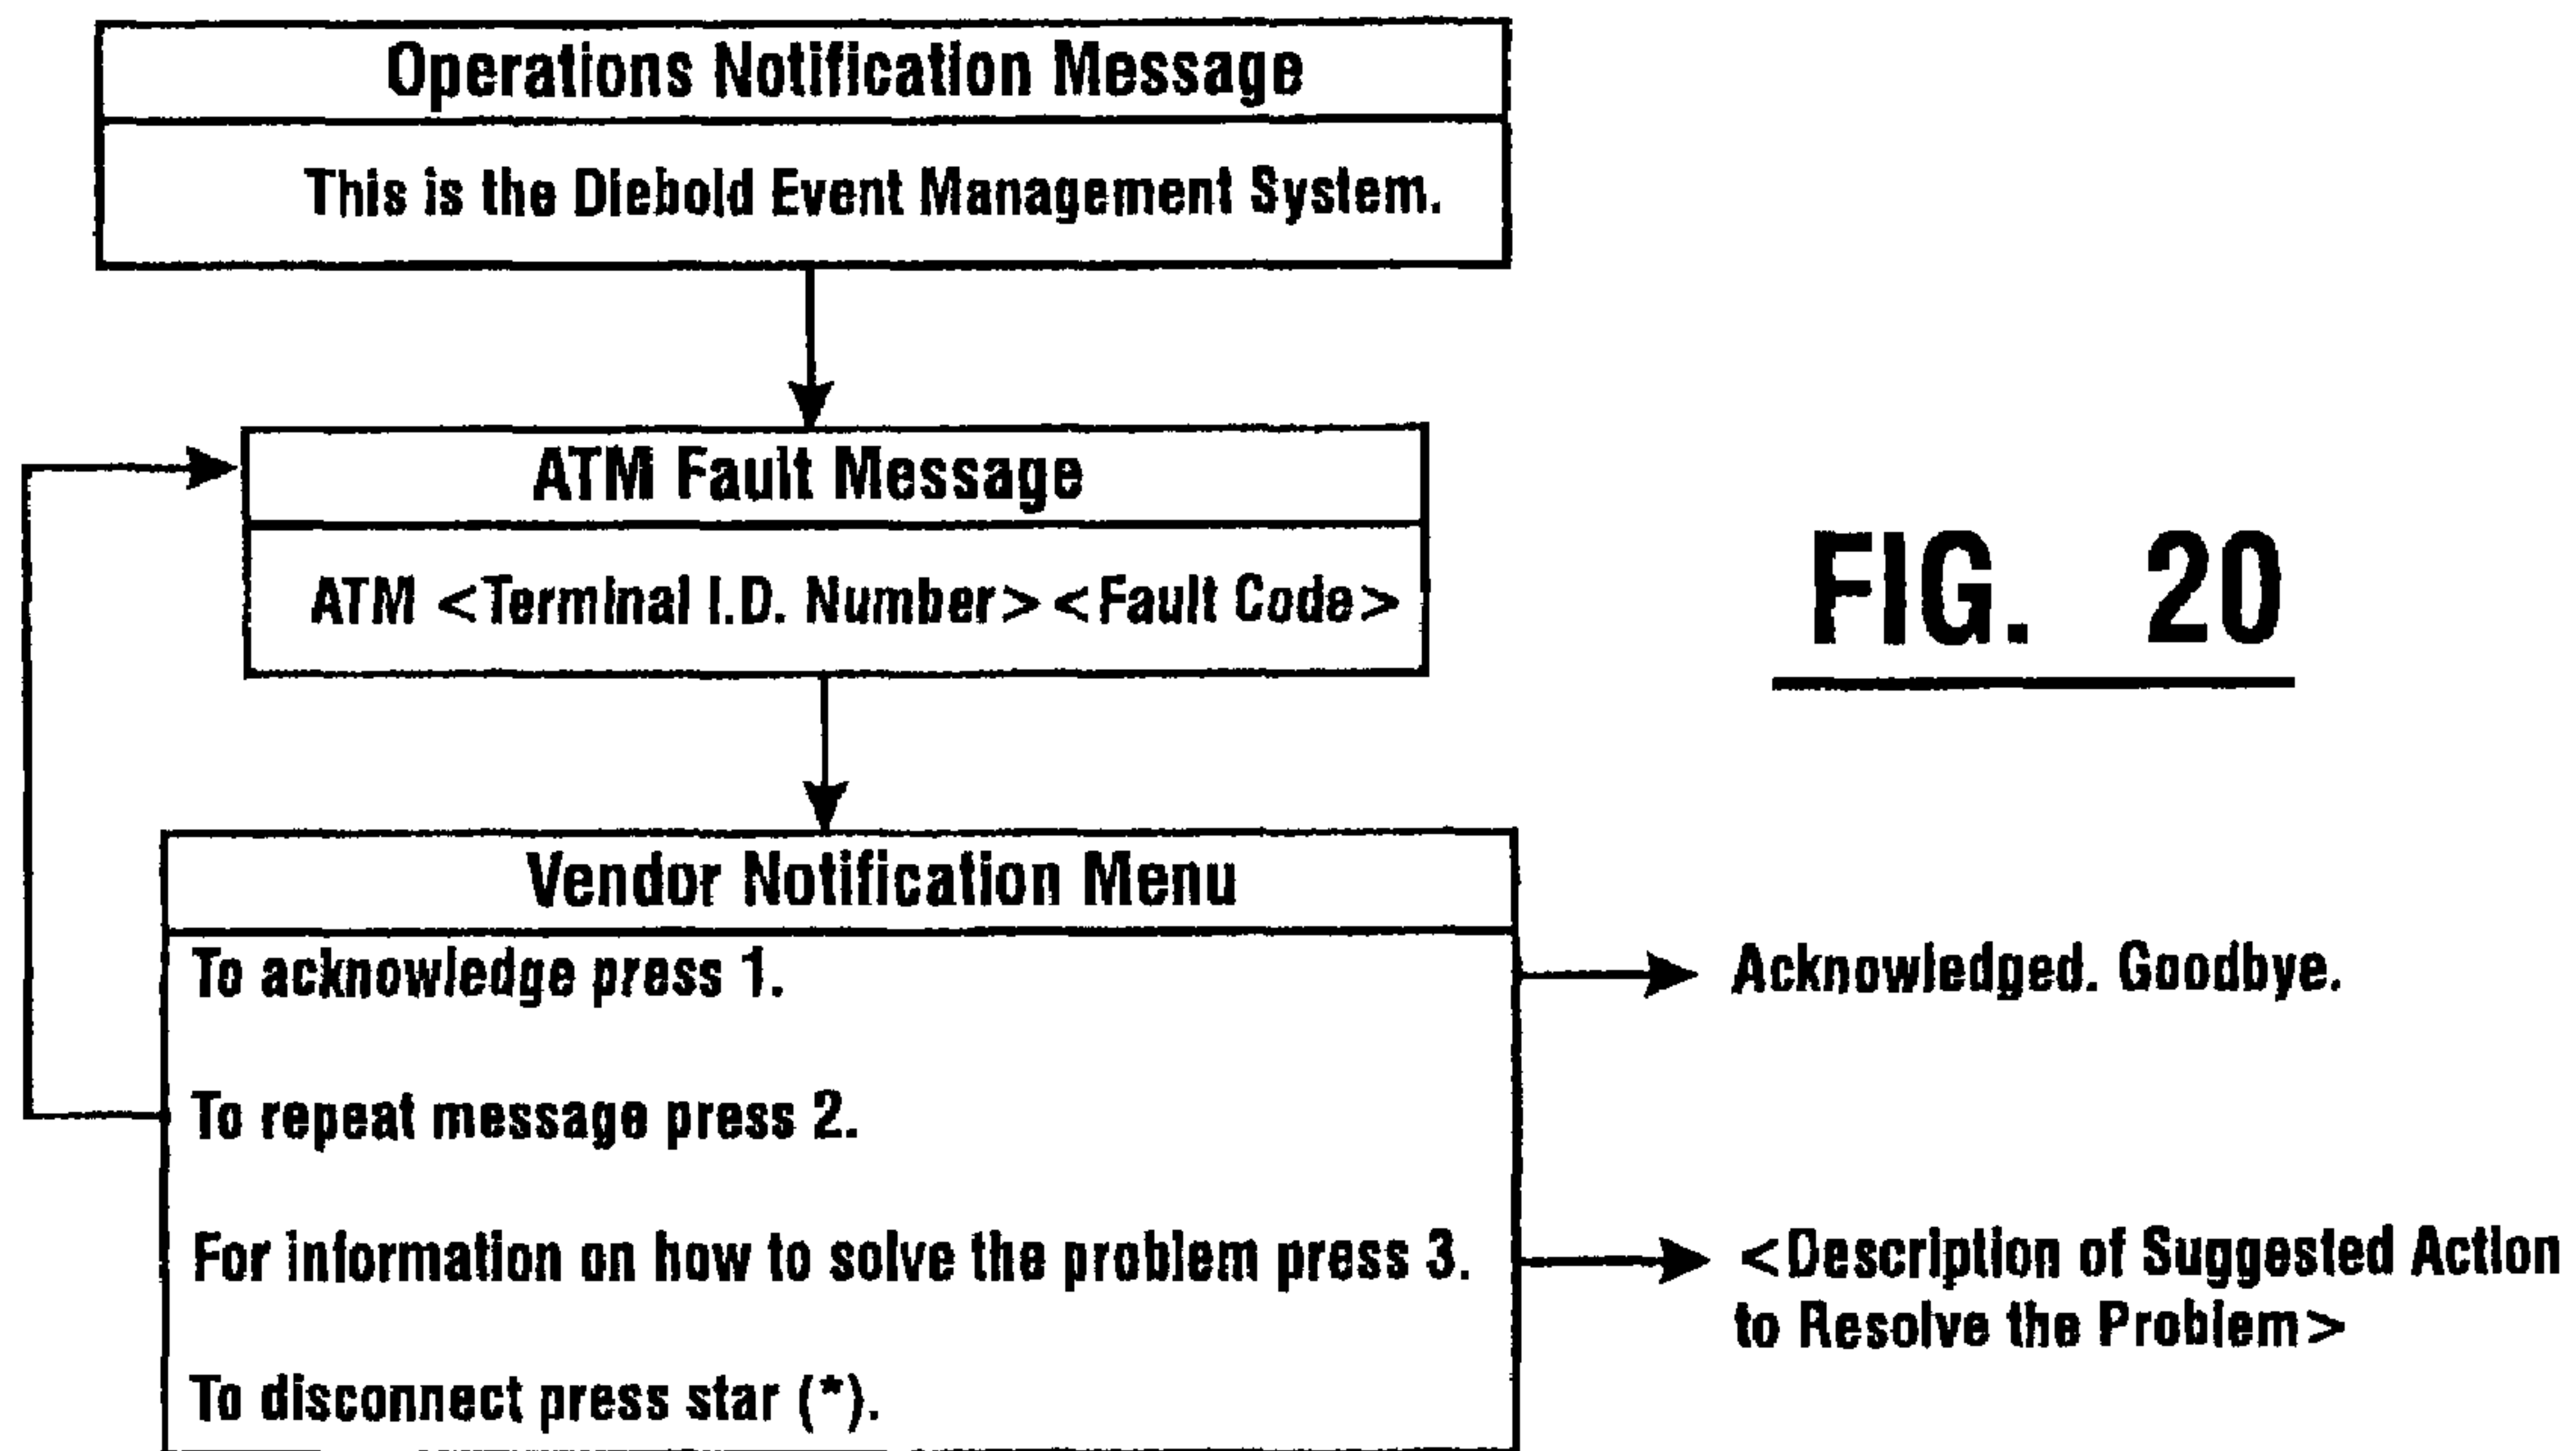 Operations Notification Message
This is the Diebold Event Management System.
ATM Fault Message
ATM <Terminal I.D. Number> <Fault Code>
FIG. 20
Vendor Notification Menu
To acknowledge press 1.
Acknowledged. Goodbye.
To repeat message press 2.
For information on how to solve the problem press 3.
<Description of Suggested Action
to Resolve the Problem>
To disconnect press star (*).